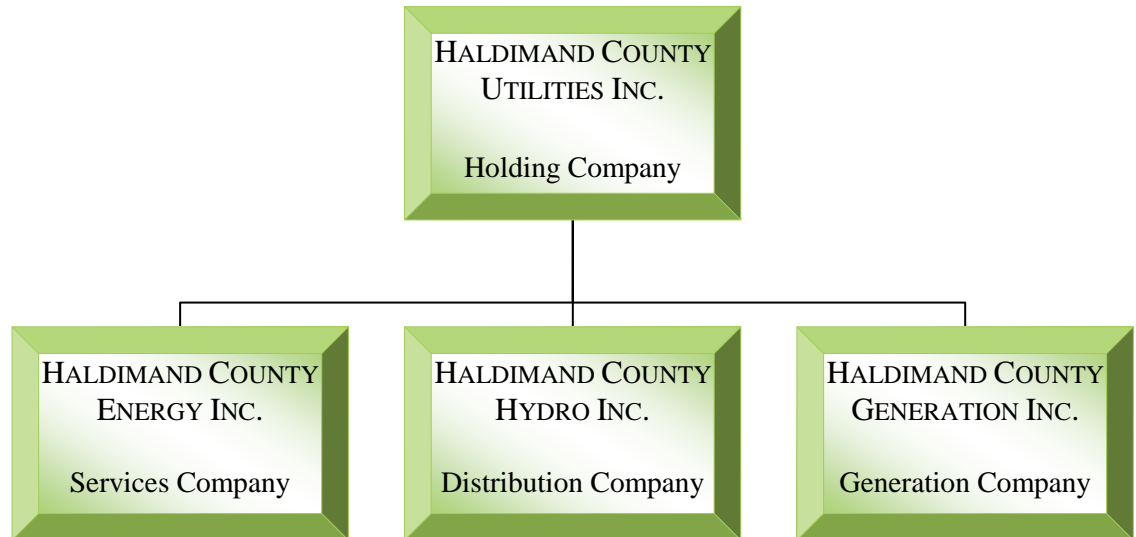 HALDIMAND COUNTY
UTILITIES INC.
Holding Company
HALDIMAND COUNTY
ENERGY INC.
Services Company
HALDIMAND COUNTY
HYDRO INC.
Distribution Company
HALDIMAND COUNTY
GENERATION INC.
Generation Company